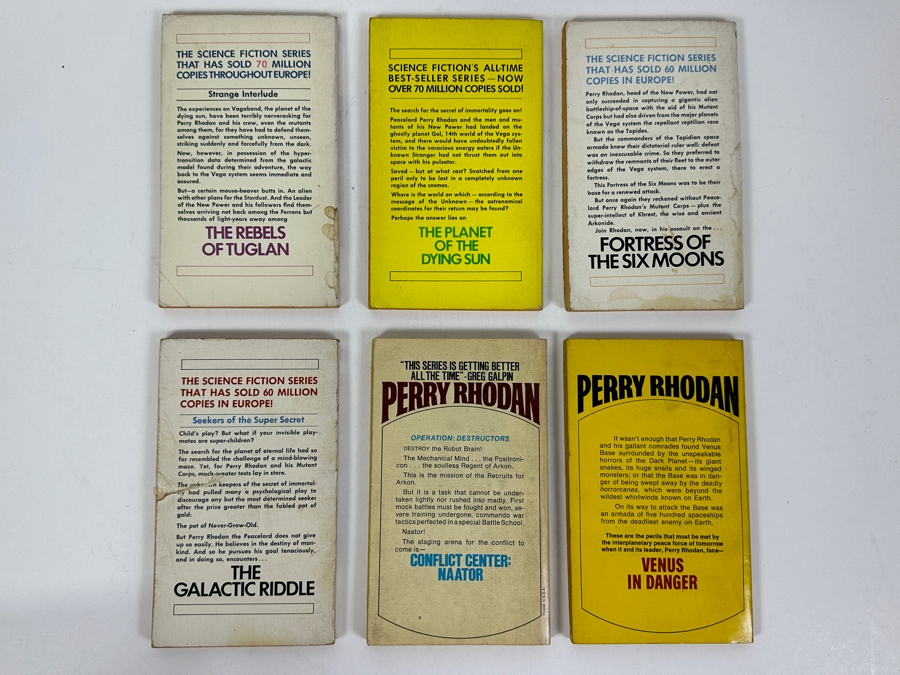 THE SCIENCE FICTION SERIES
THAT HAS SOLD 70 MILLION
COPIES THROUGHOUT EUROPE!
Strange Interlude
The experiences on Vagabond, the planet of the
dying sun, have been terribly nerveracking for
Perry Rhodan and his crew, even the mutants
among them, for they have had to defend them-
selves against something unknown, unseen,
striking suddenly and forcefully from the dark.
Now, however, in possession of the hyper-
transition data determined from the galactic
model found during their adventure, the way
back to the Vega system seems immediate and
assured.
But—a certain mouse-beaver butts in. An alien
with other plans for the Stardust. And the Leader
of the New Power and his followers find them-
selves arriving not back among the Ferrons but
thousands of light-years away among
THE REBELS
OF TUGLAN
SCIENCE FICTION'S ALL-TIME
BEST-SELLER SERIES — NOW
OVER 70 MILLION COPIES SOLD!
The search for the secret of immortality goes on!
Peacelord Perry Rhodan and the men and mu-
tants of his New Power had landed on the
ghostly planet Gol, 14th world of the Vega sys-
tem, and there would have undoubtedly fallen
victim to the voracious energy eaters if the Un-
known Stranger had not thrust them out into
space with his pulsator.
Saved — but at what cost? Snatched from one
peril only to be lost in a completely unknown
region of the cosmos.
Where is the world on which — according to the
message of the Unknown — the astronomical
coordinates for their return may be found?
Perhaps the answer lies on
THE PLANET
OF THE
DYING SUN
THE SCIENCE FICTION SERIES
THAT HAS SOLD 60 MILLION
COPIES IN EUROPE!
Perry Rhodan, head of the New Power, had not
only succeeded in capturing a gigantic alien
battleship-of-space with the aid of his Mutant
Corps but had also driven from the major planets
of the Vega system the repellent reptilian race
known as the Topides.
But the commanders of the Topidian space
armada knew their dictatorial ruler well: defeat
was an inexcusable crime. So they preferred to
withdraw the remnants of their fleet to the outer
edges of the Vega system, there to erect a
fortress.
This Fortress of the Six Moons was to be their
base for a renewed attack.
But once again they reckoned without Peace-
lord Perry Rhodan's Mutant Corps — plus the
super-intellect of Khrest, the wise and ancient
Arkonide.
Join Rhodan, now, in his assault on the . . .
FORTRESS OF
THE SIX MOONS
THE SCIENCE FICTION SERIES
THAT HAS SOLD 60 MILLION
COPIES IN EUROPE!
Seekers of the Super Secret
Child's play? But what if your invisible play-
mates are super-children?
The search for the planet of eternal life had so
far resembled the challenge of a mind-blowing
maze. Yet, for Perry Rhodan and his Mutant
Corps, much greater tests lay in store.
The unknown keepers of the secret of immortal-
ity had pulled many a psychological ploy to
discourage any but the most determined seeker
after the prize greater than the fabled pot of
gold:
The pot of Never-Grow-Old.
But Perry Rhodan the Peacelord does not give
up so easily. He believes in the destiny of man-
kind. And so he pursues his goal tenaciously,
and in doing so, encounters . . .
THE
GALACTIC RIDDLE
"THIS SERIES IS GETTING BETTER
ALL THE TIME" -GREG GALPIN
PERRY RHODAN
OPERATION: DESTRUCTORS
DESTROY the Robot Brain!
The Mechanical Mind . . . the Positroni-
con . . . the soulless Regent of Arkon.
This is the mission of the Recruits for
Arkon.
But it is a task that cannot be under-
taken lightly nor rushed into madly. First
mock battles must be fought and won, se-
vere training undergone, commando war
tactics perfected in a special Battle School.
Naator!
The staging arena for the conflict to
come is—
CONFLICT CENTER:
NAATOR
PERRY RHODAN
It wasn't enough that Perry Rhodan
and his gallant comrades found Venus
Base surrounded by the unspeakable
horrors of the Dark Planet—its giant
snakes, its huge snails and its winged
monsters; or that the Base was in dan-
ger of being swept away by the deadly
horrorcanes, which were beyond the
wildest whirlwinds known on Earth.
On its way to attack the Base was
an armada of five hundred spaceships
from the deadliest enemy on Earth.
These are the perils that must be met by
the interplanetary peace force of tomorrow
when it and its leader, Perry Rhodan, face—
VENUS
IN DANGER